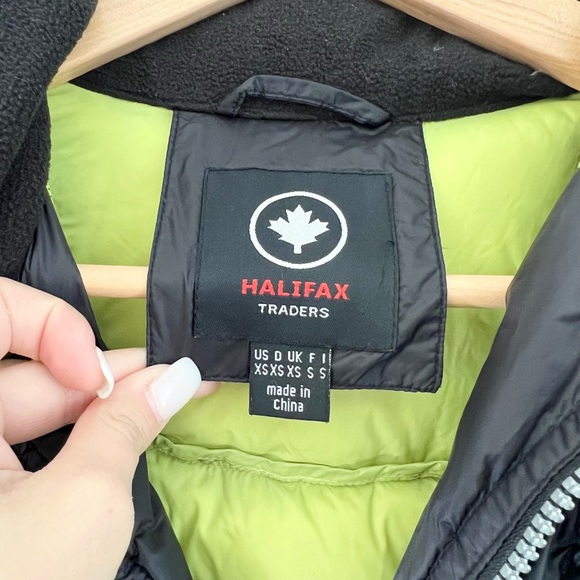 HALIFAX
TRADERS
US D UK F I
XS XS XS S S
made in
China